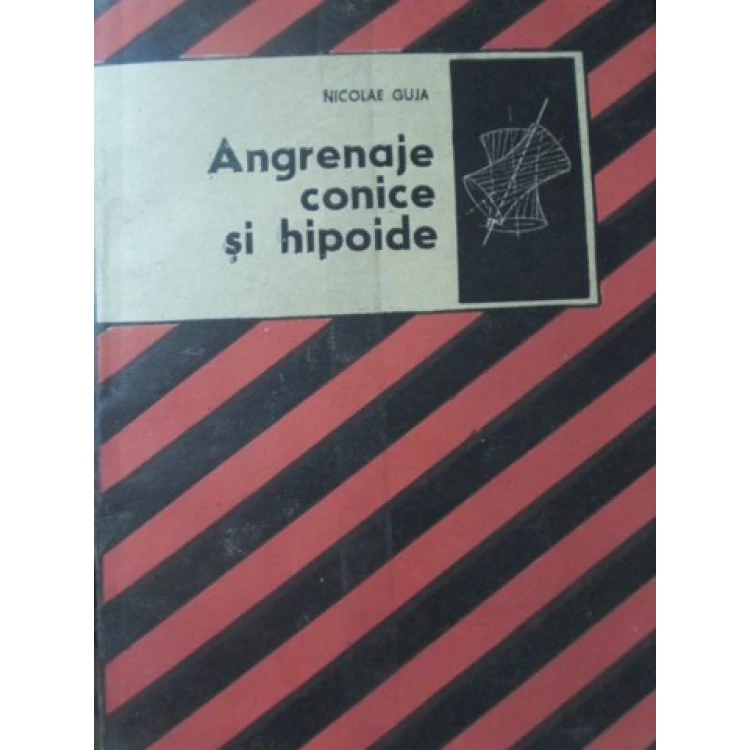 NICOLAE GUJA
Angrenaje
conice
și hipoide